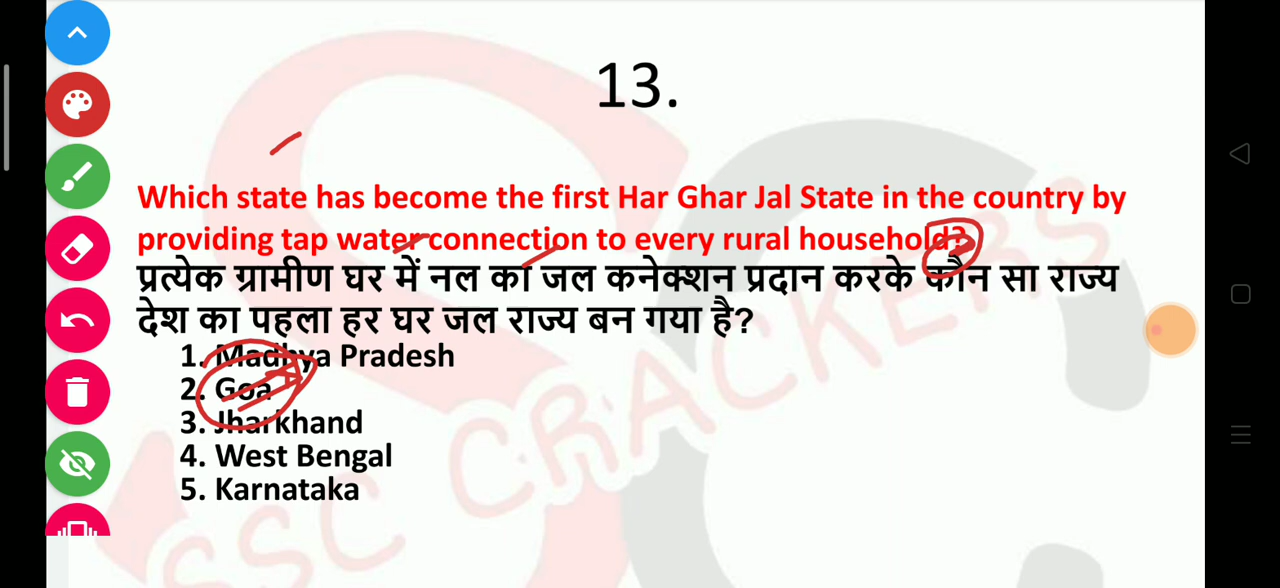 13.
Which state has become the first Har Ghar Jal State in the country by
providing tap water connection to every rural household?
प्रत्येक ग्रामीण घर में नल का जल कनेक्शन प्रदान करके कौन सा राज्य
देश का पहला हर घर जल राज्य बन गया है?
1. Madhya Pradesh
2. Goa
3. Jharkhand
4. West Bengal
5. Karnataka
SSC CRACKERS